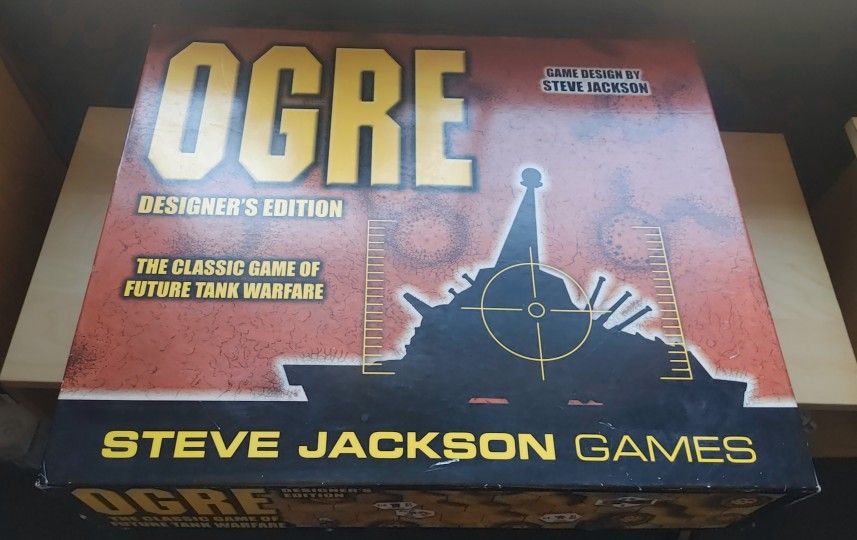 OGRE
GAME DESIGN BY
STEVE JACKSON
DESIGNER'S EDITION
THE CLASSIC GAME OF
FUTURE TANK WARFARE
STEVE JACKSON GAMES
OGRE
DESIGNER'S
EDITION
THE CLASSIC GAME OF
FUTURE TANK WARFARE